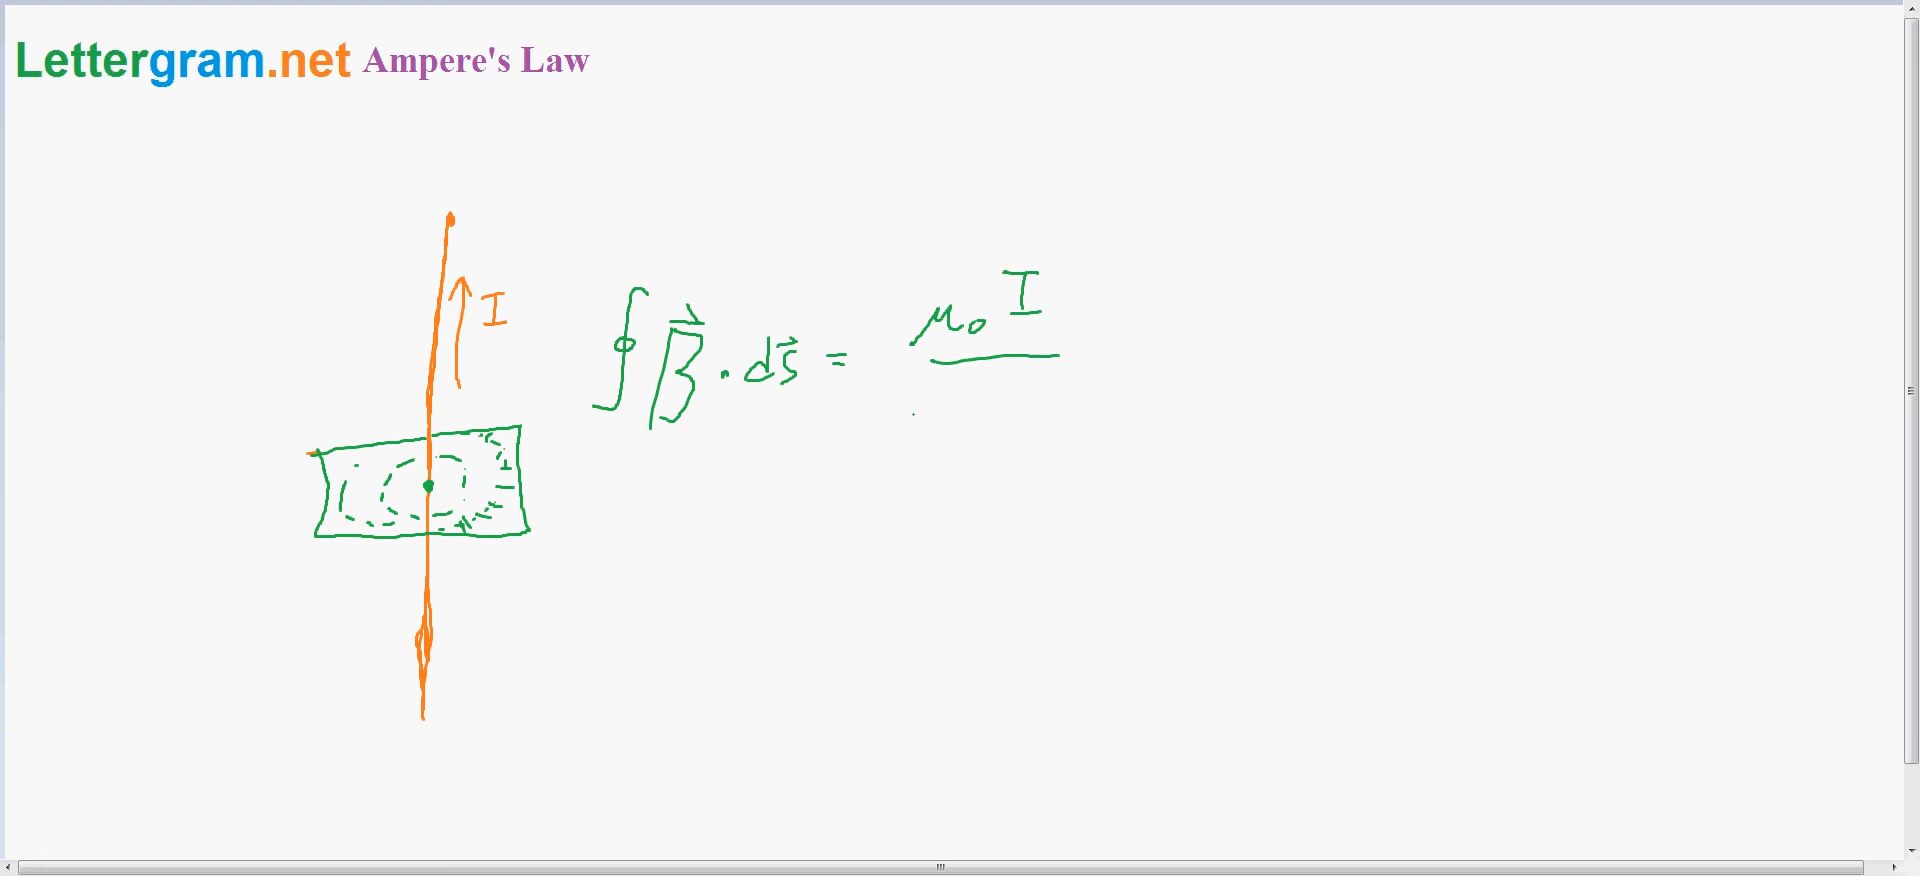 Lettergram.net Ampere's Law
I
∮ B⃗ · ds⃗ = μ₀ I